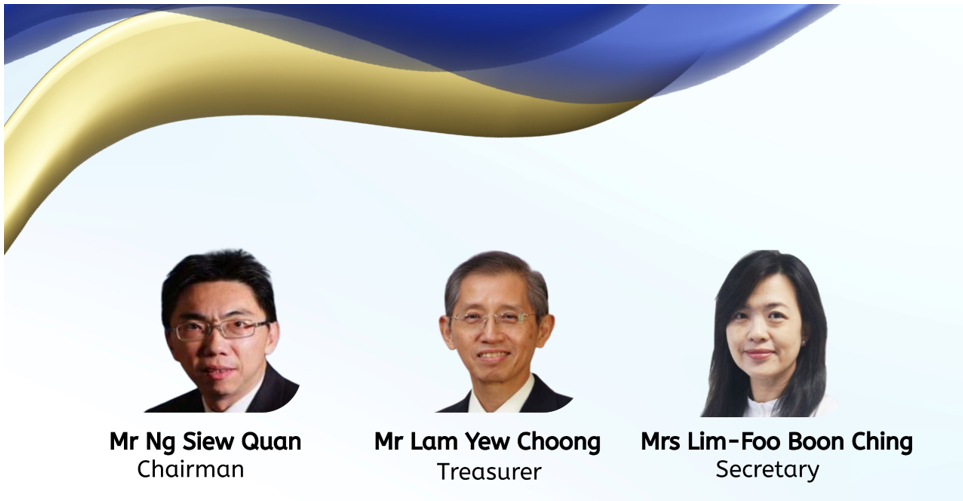 Mr Ng Siew Quan
Chairman
Mr Lam Yew Choong
Treasurer
Mrs Lim-Foo Boon Ching
Secretary